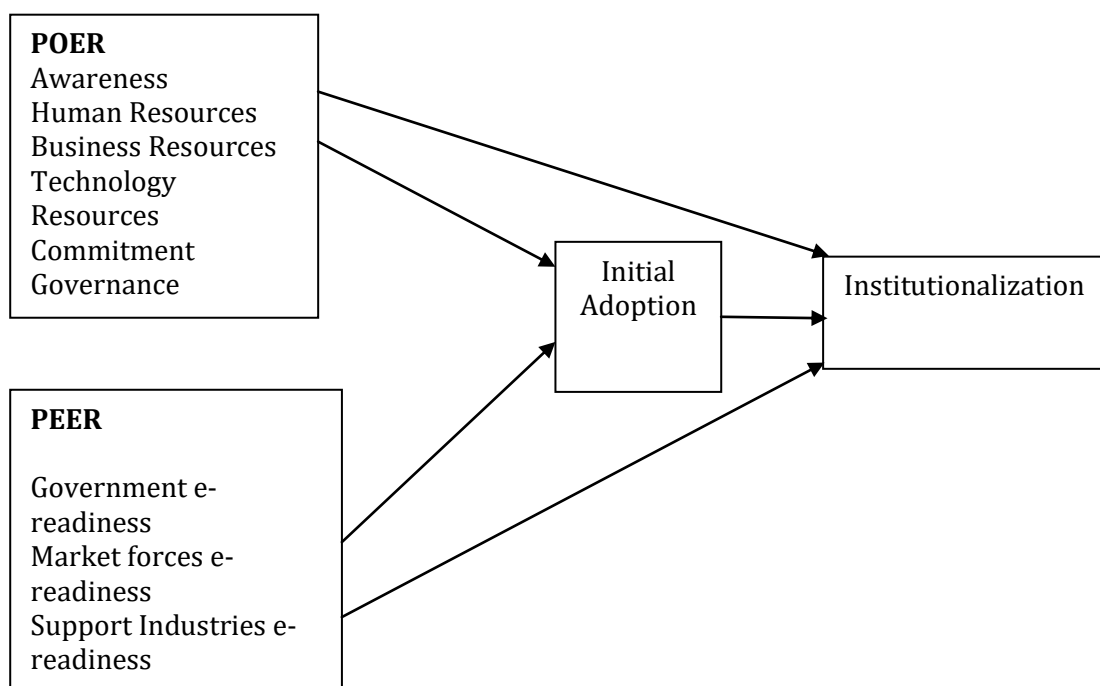 POER
Awareness
Human Resources
Business Resources
Technology
Resources
Commitment
Governance
Initial
Adoption
Institutionalization
PEER
Government e-
readiness
Market forces e-
readiness
Support Industries e-
readiness